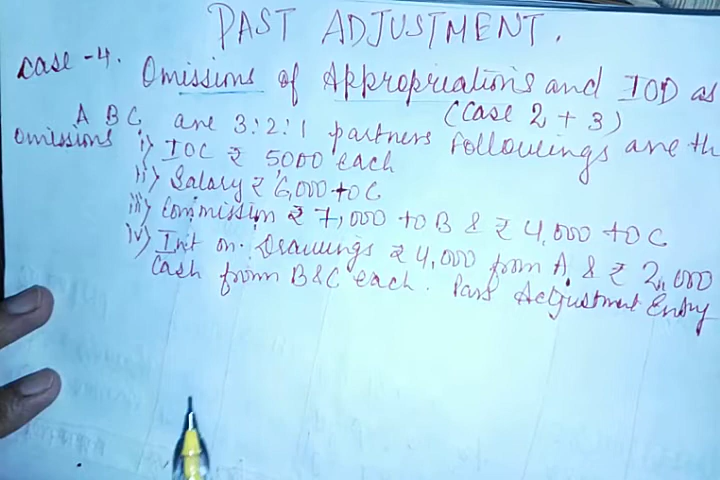 PAST ADJUSTMENT.
case-4. Omissions of Appropriations and IOD as
(Case 2 + 3)
A B C are 3:2:1 partners followings are th
omissions i) IOC ₹ 5000 each
ii) Salary ₹ 6,000 to C
iii) commission ₹ 7,000 to B & ₹ 4,000 to C
iv) Int on. Drawings ₹ 4,000 from A & ₹ 2,000
Cash from B & C each. Pass Adjustment Entry